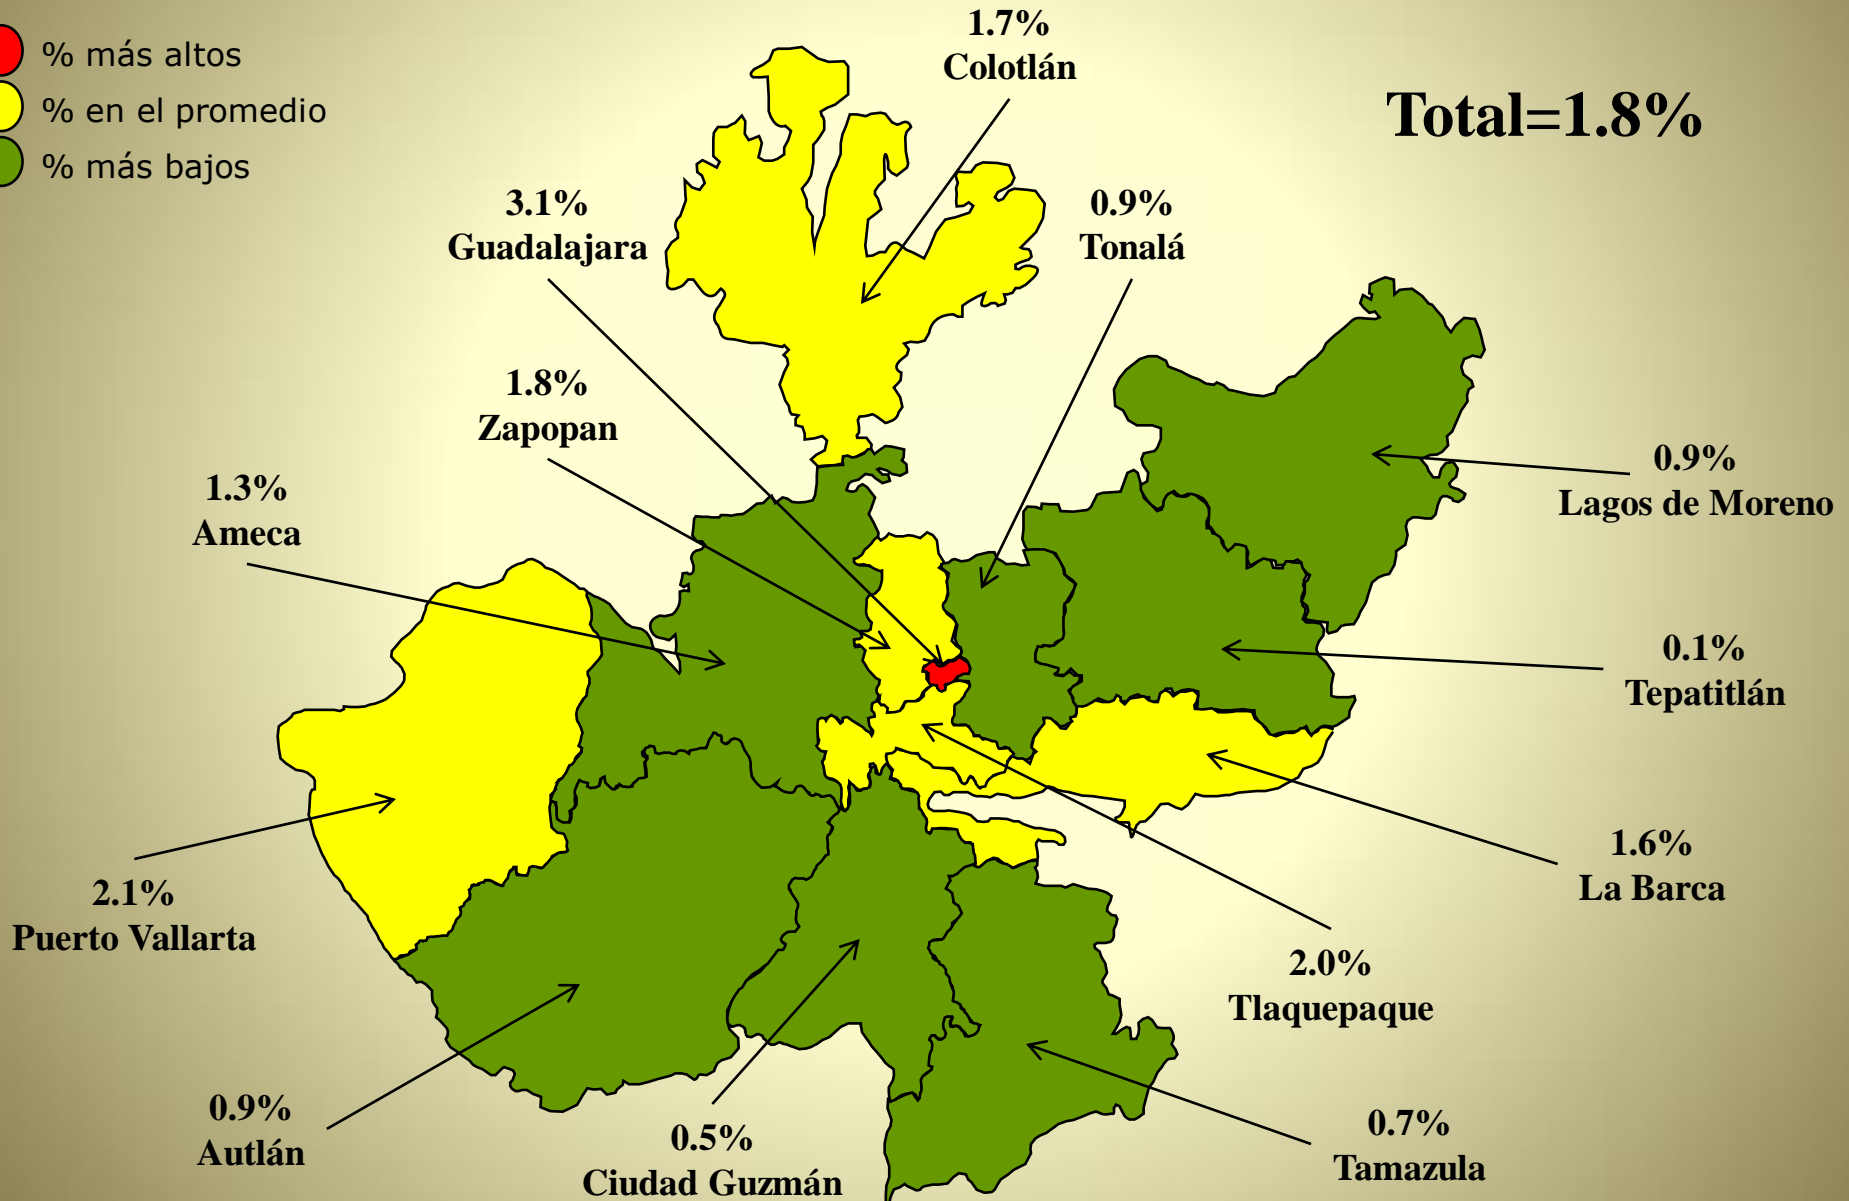 % más altos
% en el promedio
% más bajos
Total=1.8%
1.7%
Colotlán
3.1%
Guadalajara
0.9%
Tonalá
1.8%
Zapopan
1.3%
Ameca
0.9%
Lagos de Moreno
0.1%
Tepatitlán
1.6%
La Barca
2.1%
Puerto Vallarta
2.0%
Tlaquepaque
0.9%
Autlán
0.5%
Ciudad Guzmán
0.7%
Tamazula